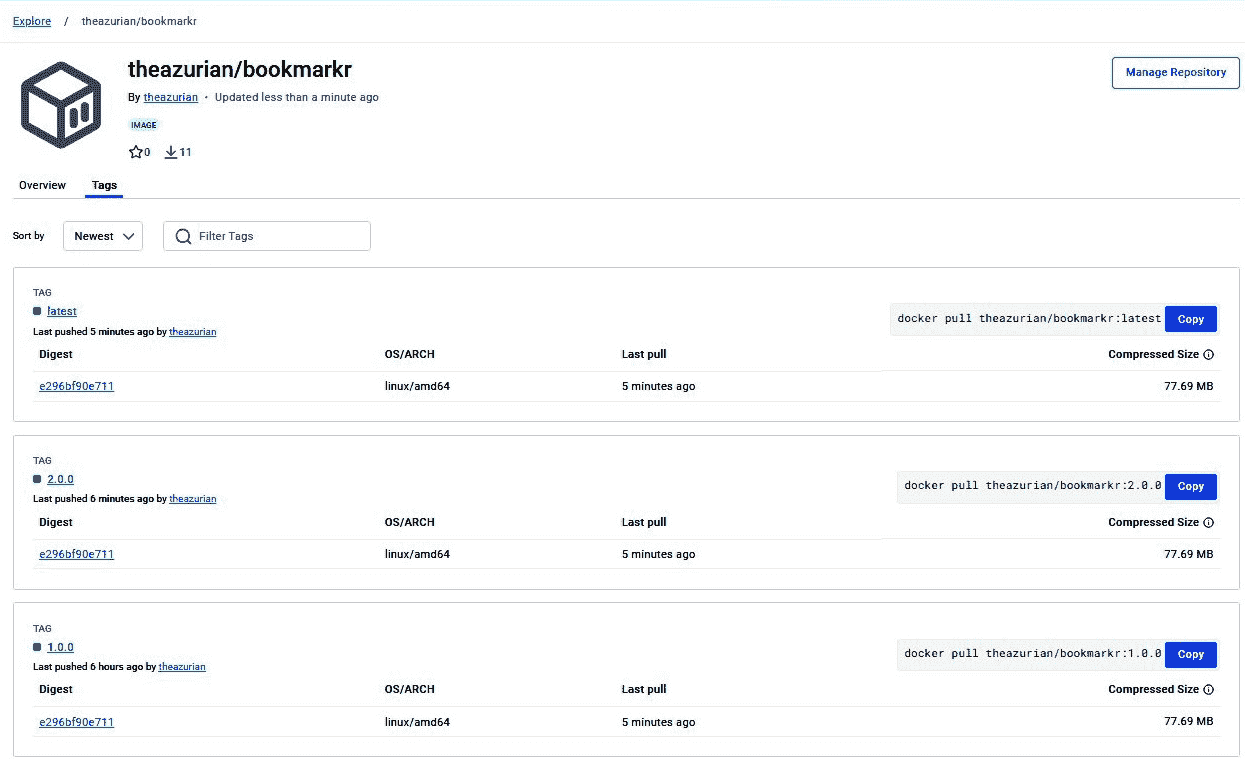 Explore / theazurian/bookmarkr
theazurian/bookmarkr
Manage Repository
By theazurian · Updated less than a minute ago
IMAGE
0 11
Overview Tags
Sort by Newest Filter Tags
TAG
latest
docker pull theazurian/bookmarkr:latest Copy
Last pushed 5 minutes ago by theazurian
Digest OS/ARCH Last pull Compressed Size
e296bf90e711 linux/amd64 5 minutes ago 77.69 MB
TAG
2.0.0
docker pull theazurian/bookmarkr:2.0.0 Copy
Last pushed 6 minutes ago by theazurian
Digest OS/ARCH Last pull Compressed Size
e296bf90e711 linux/amd64 5 minutes ago 77.69 MB
TAG
1.0.0
docker pull theazurian/bookmarkr:1.0.0 Copy
Last pushed 6 hours ago by theazurian
Digest OS/ARCH Last pull Compressed Size
e296bf90e711 linux/amd64 5 minutes ago 77.69 MB